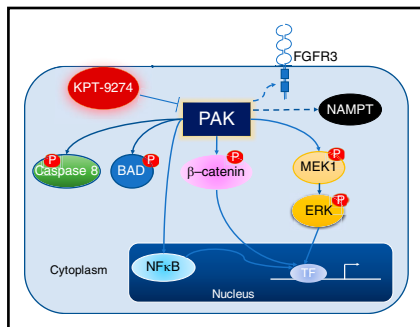 FGFR3
KPT-9274
PAK
NAMPT
P
Caspase 8
P
BAD
P
β–catenin
P
MEK1
P
ERK
Cytoplasm
NFκB
TF
Nucleus